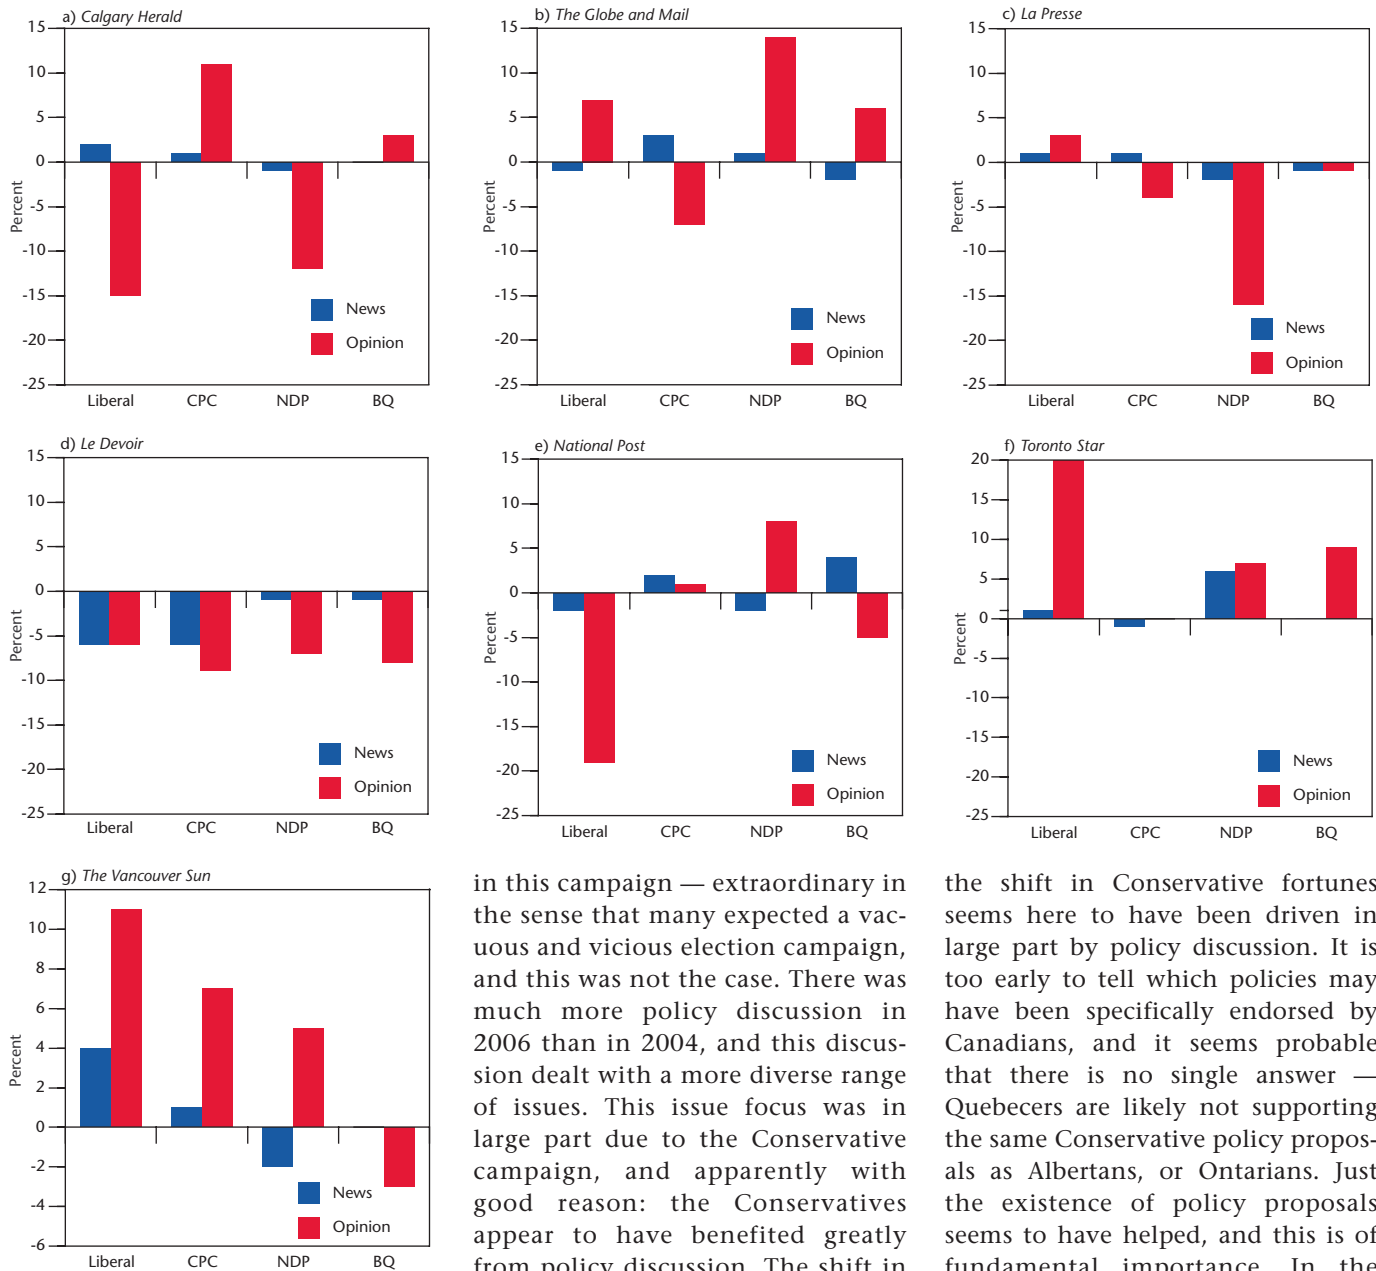 a) Calgary Herald
15
10
5
0
-5
-10
-15
-20
-25
Percent
News
Opinion
Liberal CPC NDP BQ
b) The Globe and Mail
15
10
5
0
-5
-10
-15
-20
-25
Percent
News
Opinion
Liberal CPC NDP BQ
c) La Presse
15
10
5
0
-5
-10
-15
-20
-25
Percent
News
Opinion
Liberal CPC NDP BQ
d) Le Devoir
15
10
5
0
-5
-10
-15
-20
-25
Percent
News
Opinion
Liberal CPC NDP BQ
e) National Post
15
10
5
0
-5
-10
-15
-20
-25
Percent
News
Opinion
Liberal CPC NDP BQ
f) Toronto Star
20
15
10
5
0
-5
-10
-15
-20
-25
Percent
News
Opinion
Liberal CPC NDP BQ
g) The Vancouver Sun
12
10
8
6
4
2
0
-2
-4
-6
Percent
News
Opinion
Liberal CPC NDP BQ
in this campaign — extraordinary in
the sense that many expected a vac-
uous and vicious election campaign,
and this was not the case. There was
much more policy discussion in
2006 than in 2004, and this discus-
sion dealt with a more diverse range
of issues. This issue focus was in
large part due to the Conservative
campaign, and apparently with
good reason: the Conservatives
appear to have benefited greatly
from policy discussion. The shift in
the shift in Conservative fortunes
seems here to have been driven in
large part by policy discussion. It is
too early to tell which policies may
have been specifically endorsed by
Canadians, and it seems probable
that there is no single answer —
Quebecers are likely not supporting
the same Conservative policy propos-
als as Albertans, or Ontarians. Just
the existence of policy proposals
seems to have helped, and this is of
fundamental importance. In the